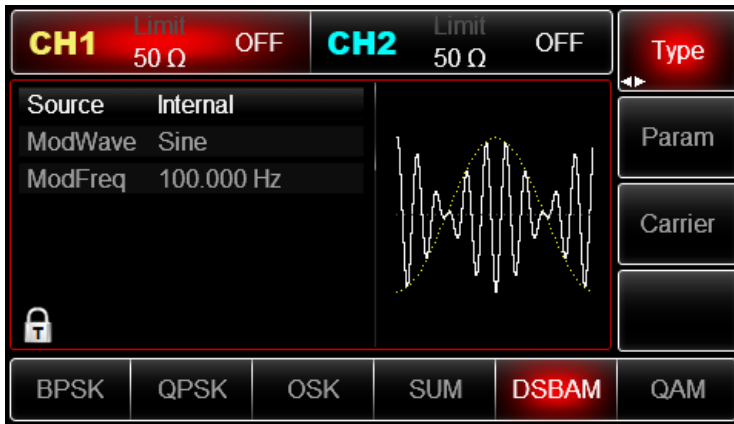 CH1 Limit 50 Ω OFF CH2 Limit 50 Ω OFF Type
Source Internal
ModWave Sine
ModFreq 100.000 Hz
Param
Carrier
T
BPSK QPSK OSK SUM DSBAM QAM